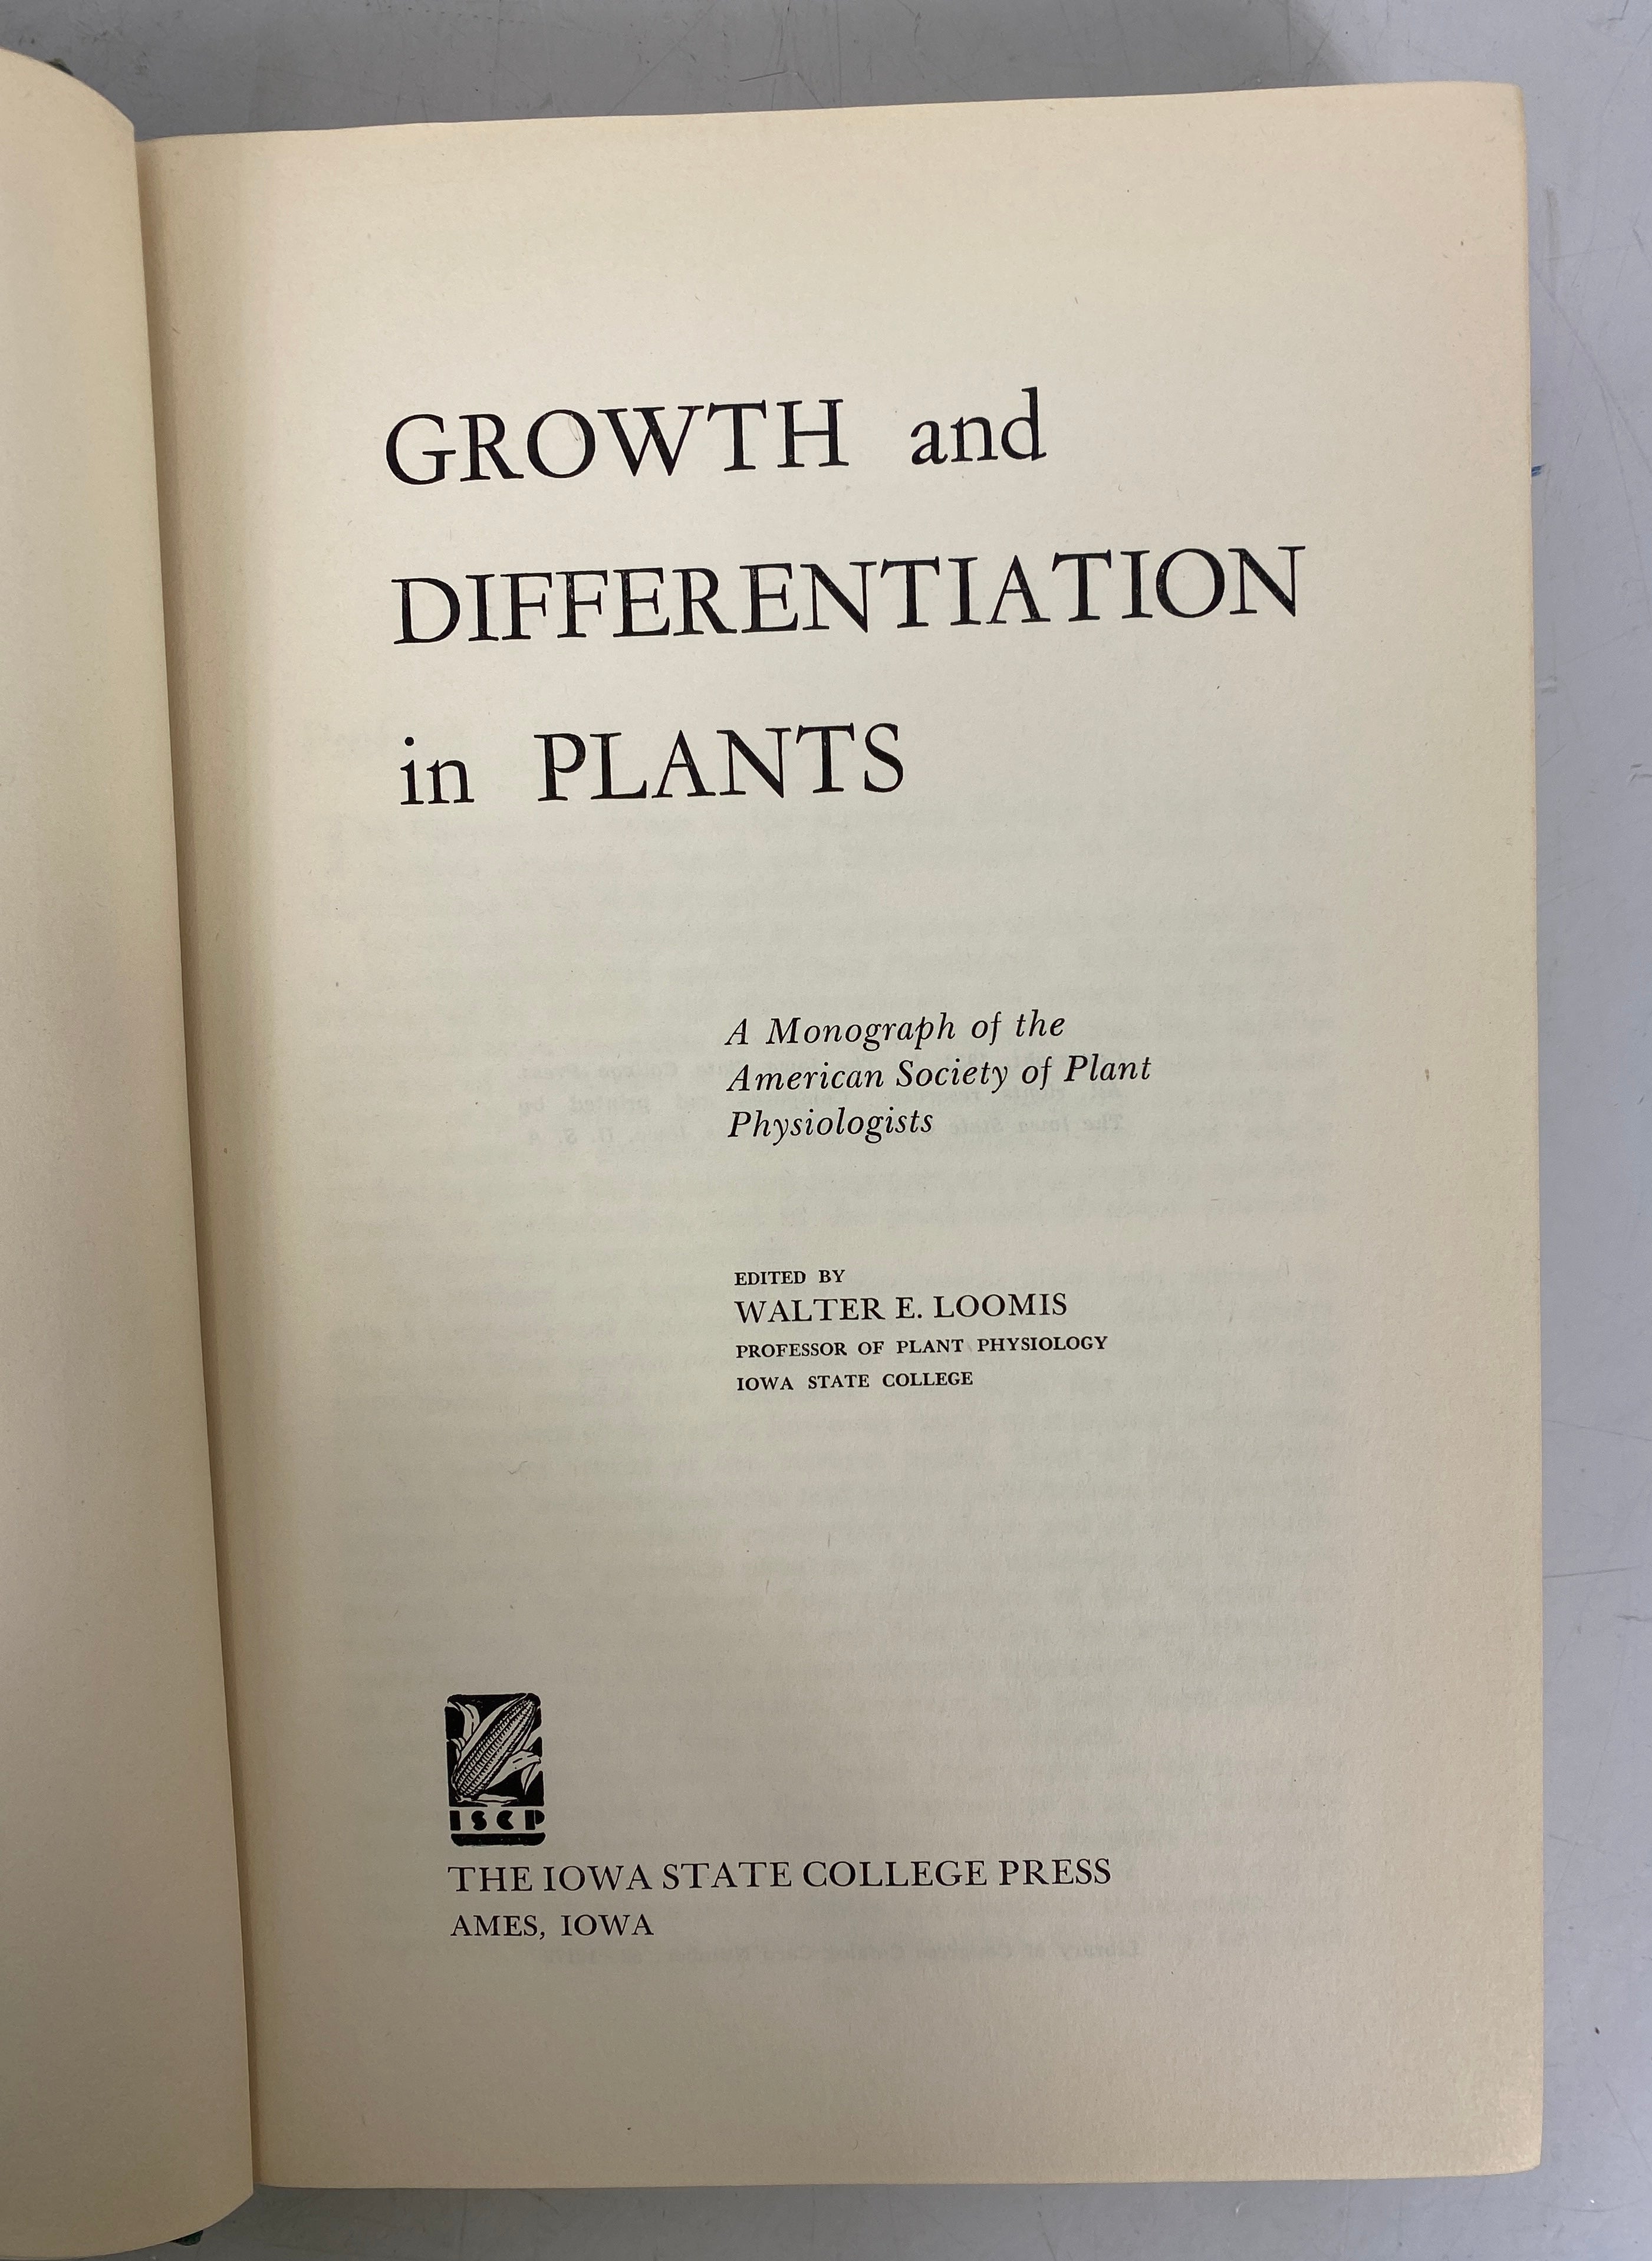 GROWTH and
DIFFERENTIATION
in PLANTS
A Monograph of the
American Society of Plant
Physiologists
EDITED BY
WALTER E. LOOMIS
PROFESSOR OF PLANT PHYSIOLOGY
IOWA STATE COLLEGE
ISCP
THE IOWA STATE COLLEGE PRESS
AMES, IOWA